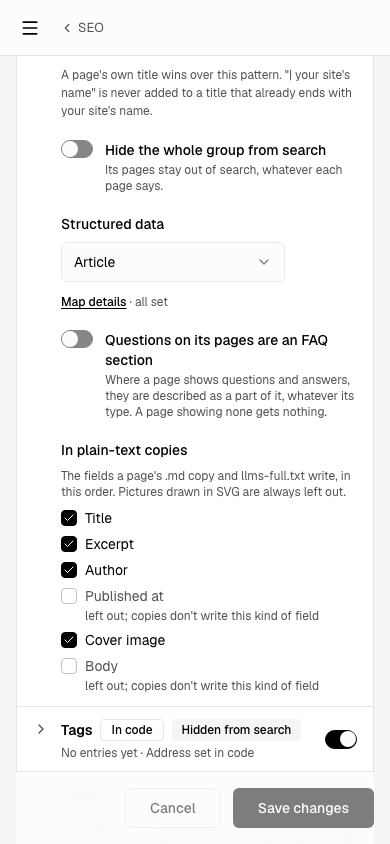 SEO
A page's own title wins over this pattern. "| your site's
name" is never added to a title that already ends with
your site's name.
Hide the whole group from search
Its pages stay out of search, whatever each
page says.
Structured data
Article
Map details · all set
Questions on its pages are an FAQ
section
Where a page shows questions and answers,
they are described as a part of it, whatever its
type. A page showing none gets nothing.
In plain-text copies
The fields a page's .md copy and llms-full.txt write, in
this order. Pictures drawn in SVG are always left out.
Title
Excerpt
Author
Published at
left out; copies don't write this kind of field
Cover image
Body
left out; copies don't write this kind of field
Tags In code Hidden from search
No entries yet · Address set in code
Cancel Save changes